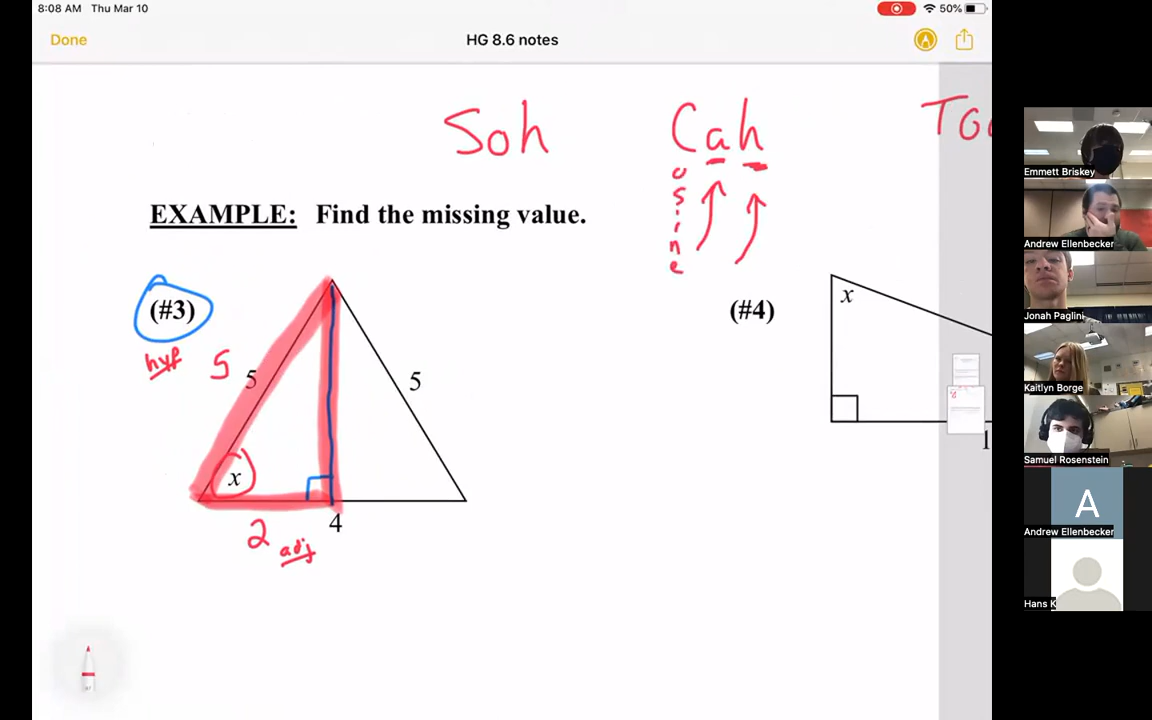 8:08 AM Thu Mar 10
50%
Done
HG 8.6 notes
Soh
Cah
osine
EXAMPLE: Find the missing value.
(#3)
hyp
5
5
5
x
2
adj
4
(#4)
x
1
Emmett Briskey
Andrew Ellenbecker
Jonah Paglini
Kaitlyn Borge
Samuel Rosenstein
A
Andrew Ellenbecker
Hans K